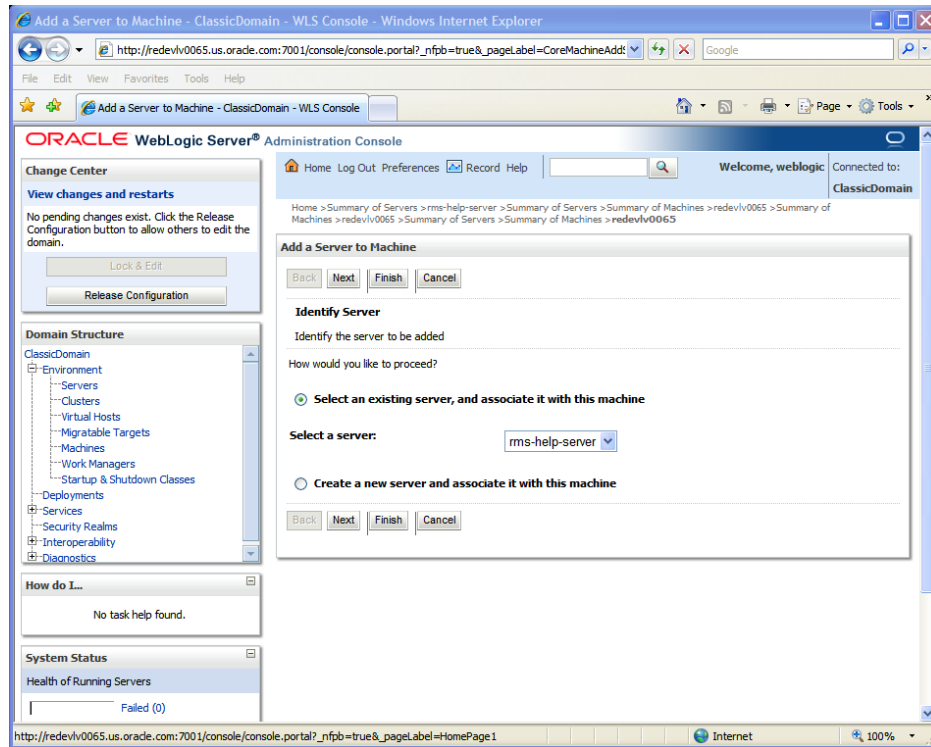 Add a Server to Machine - ClassicDomain - WLS Console - Windows Internet Explorer
http://redevlv0065.us.oracle.com:7001/console/console.portal?_nfpb=true&_pageLabel=CoreMachineAddS
Google
File Edit View Favorites Tools Help
Add a Server to Machine - ClassicDomain - WLS Console
Page Tools
ORACLE WebLogic Server® Administration Console
Change Center
View changes and restarts
No pending changes exist. Click the Release
Configuration button to allow others to edit the
domain.
Lock & Edit
Release Configuration
Domain Structure
ClassicDomain
Environment
Servers
Clusters
Virtual Hosts
Migratable Targets
Machines
Work Managers
Startup & Shutdown Classes
Deployments
Services
Security Realms
Interoperability
Diagnostics
How do I...
No task help found.
System Status
Health of Running Servers
Failed (0)
Home Log Out Preferences Record Help
Welcome, weblogic
Connected to:
ClassicDomain
Home >Summary of Servers >rms-help-server >Summary of Servers >Summary of Machines >redevlv0065 >Summary of
Machines >redevlv0065 >Summary of Servers >Summary of Machines >redevlv0065
Add a Server to Machine
Back Next Finish Cancel
Identify Server
Identify the server to be added
How would you like to proceed?
Select an existing server, and associate it with this machine
Select a server: rms-help-server
Create a new server and associate it with this machine
Back Next Finish Cancel
http://redevlv0065.us.oracle.com:7001/console/console.portal?_nfpb=true&_pageLabel=HomePage1
Internet
100%